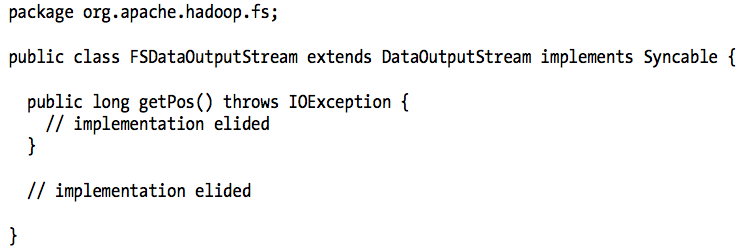 package org.apache.hadoop.fs;
public class FSDataOutputStream extends DataOutputStream implements Syncable {
public long getPos() throws IOException {
// implementation elided
}
// implementation elided
}